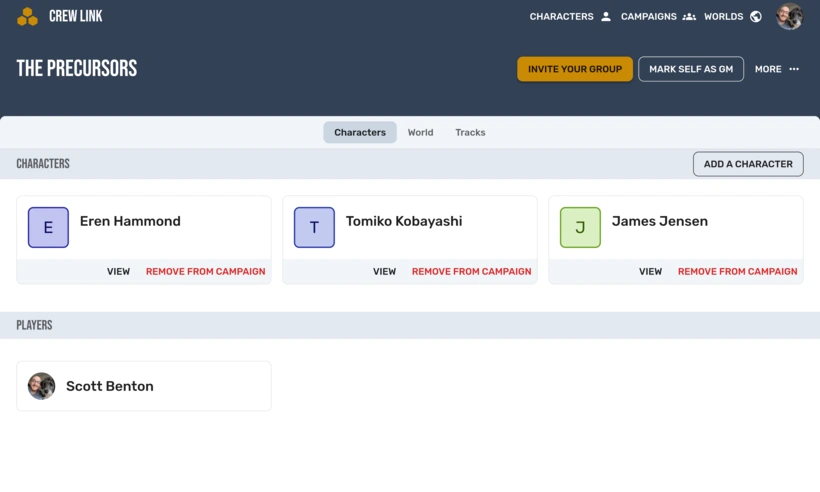 CREW LINK
CHARACTERS CAMPAIGNS WORLDS
THE PRECURSORS
INVITE YOUR GROUP MARK SELF AS GM MORE ...
Characters World Tracks
CHARACTERS
ADD A CHARACTER
E Eren Hammond
VIEW REMOVE FROM CAMPAIGN
T Tomiko Kobayashi
VIEW REMOVE FROM CAMPAIGN
J James Jensen
VIEW REMOVE FROM CAMPAIGN
PLAYERS
Scott Benton